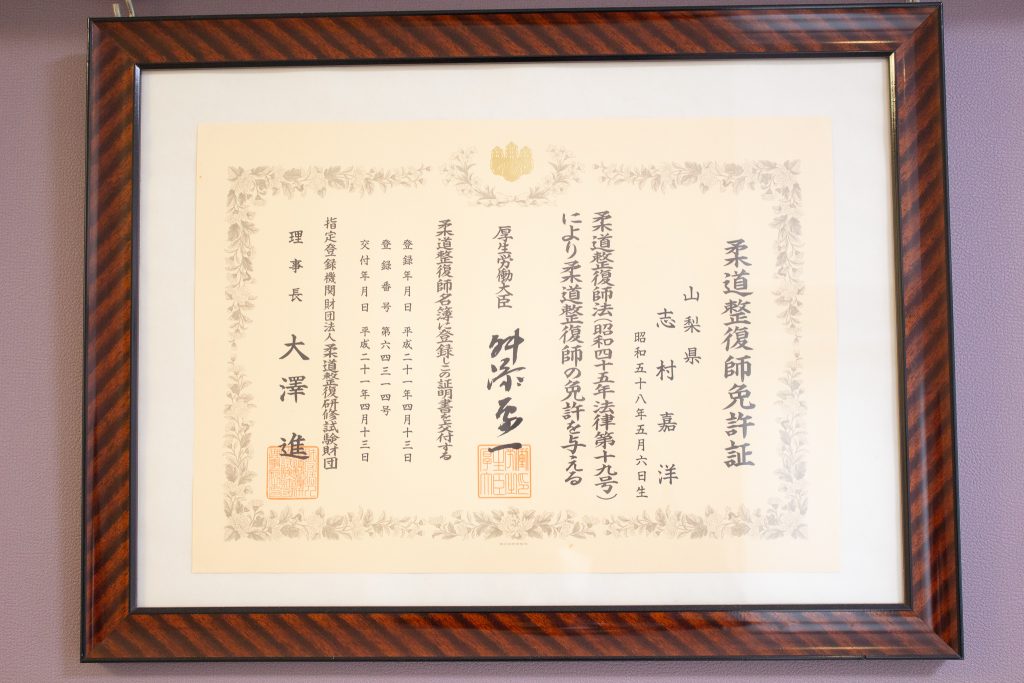 柔道整復師免許証
山梨県
志村嘉洋
昭和五十八年五月六日生
柔道整復師法(昭和四十五年法律第十九号)
により柔道整復師の免許を与える
厚生労働大臣 舛添要一
柔道整復師名簿に登録しこの証明書を交付する
登録年月日 平成二十一年四月十三日
登録番号 第六四三一四号
交付年月日 平成二十一年四月十三日
指定登録機関財団法人柔道整復研修試験財団
理事長 大澤進